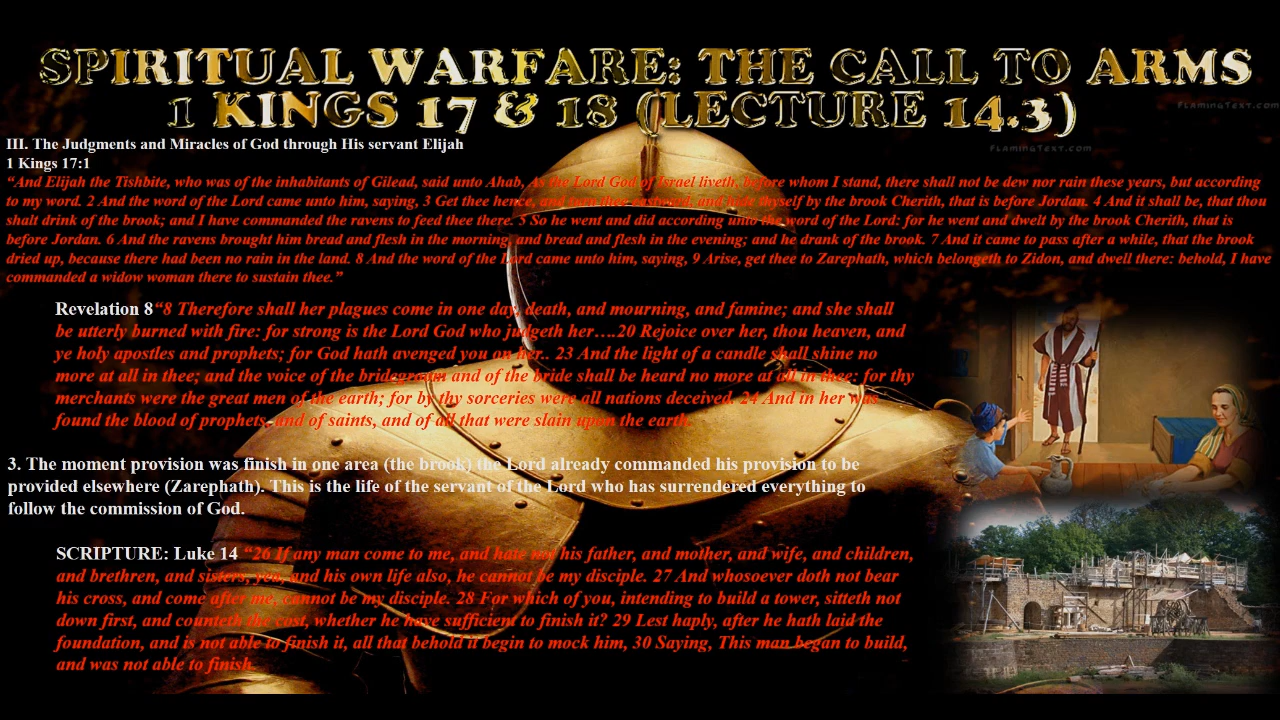 SPIRITUAL WARFARE: THE CALL TO ARMS
1 KINGS 17 & 18 (LECTURE 14.3)
FLAMINGTEXT.COM
FLAMINGTEXT.COM
III. The Judgments and Miracles of God through His servant Elijah
1 Kings 17:1
“And Elijah the Tishbite, who was of the inhabitants of Gilead, said unto Ahab, As the Lord God of Israel liveth, before whom I stand, there shall not be dew nor rain these years, but according
to my word. 2 And the word of the Lord came unto him, saying, 3 Get thee hence, and turn thee eastward, and hide thyself by the brook Cherith, that is before Jordan. 4 And it shall be, that thou
shalt drink of the brook; and I have commanded the ravens to feed thee there. 5 So he went and did according unto the word of the Lord: for he went and dwelt by the brook Cherith, that is
before Jordan. 6 And the ravens brought him bread and flesh in the morning, and bread and flesh in the evening; and he drank of the brook. 7 And it came to pass after a while, that the brook
dried up, because there had been no rain in the land. 8 And the word of the Lord came unto him, saying, 9 Arise, get thee to Zarephath, which belongeth to Zidon, and dwell there: behold, I have
commanded a widow woman there to sustain thee.”
Revelation 8“8 Therefore shall her plagues come in one day, death, and mourning, and famine; and she shall
be utterly burned with fire: for strong is the Lord God who judgeth her….20 Rejoice over her, thou heaven, and
ye holy apostles and prophets; for God hath avenged you on her.. 23 And the light of a candle shall shine no
more at all in thee; and the voice of the bridegroom and of the bride shall be heard no more at all in thee: for thy
merchants were the great men of the earth; for by thy sorceries were all nations deceived. 24 And in her was
found the blood of prophets, and of saints, and of all that were slain upon the earth.
3. The moment provision was finish in one area (the brook) the Lord already commanded his provision to be
provided elsewhere (Zarephath). This is the life of the servant of the Lord who has surrendered everything to
follow the commission of God.
SCRIPTURE: Luke 14 “26 If any man come to me, and hate not his father, and mother, and wife, and children,
and brethren, and sisters, yea, and his own life also, he cannot be my disciple. 27 And whosoever doth not bear
his cross, and come after me, cannot be my disciple. 28 For which of you, intending to build a tower, sitteth not
down first, and counteth the cost, whether he have sufficient to finish it? 29 Lest haply, after he hath laid the
foundation, and is not able to finish it, all that behold it begin to mock him, 30 Saying, This man began to build,
and was not able to finish.